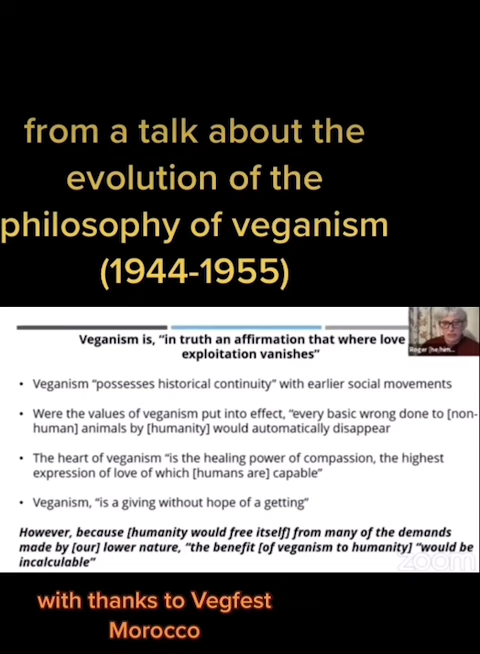 from a talk about the
evolution of the
philosophy of veganism
(1944-1955)
Veganism is, "in truth an affirmation that where love
exploitation vanishes"
Roger (he/him...
• Veganism "possesses historical continuity" with earlier social movements
• Were the values of veganism put into effect, "every basic wrong done to [non-
human] animals by [humanity] would automatically disappear
• The heart of veganism "is the healing power of compassion, the highest
expression of love of which [humans are] capable"
• Veganism, "is a giving without hope of a getting"
However, because [humanity would free itself] from many of the demands
made by [our] lower nature, "the benefit [of veganism to humanity] "would be
incalculable"
zoom
with thanks to Vegfest
Morocco